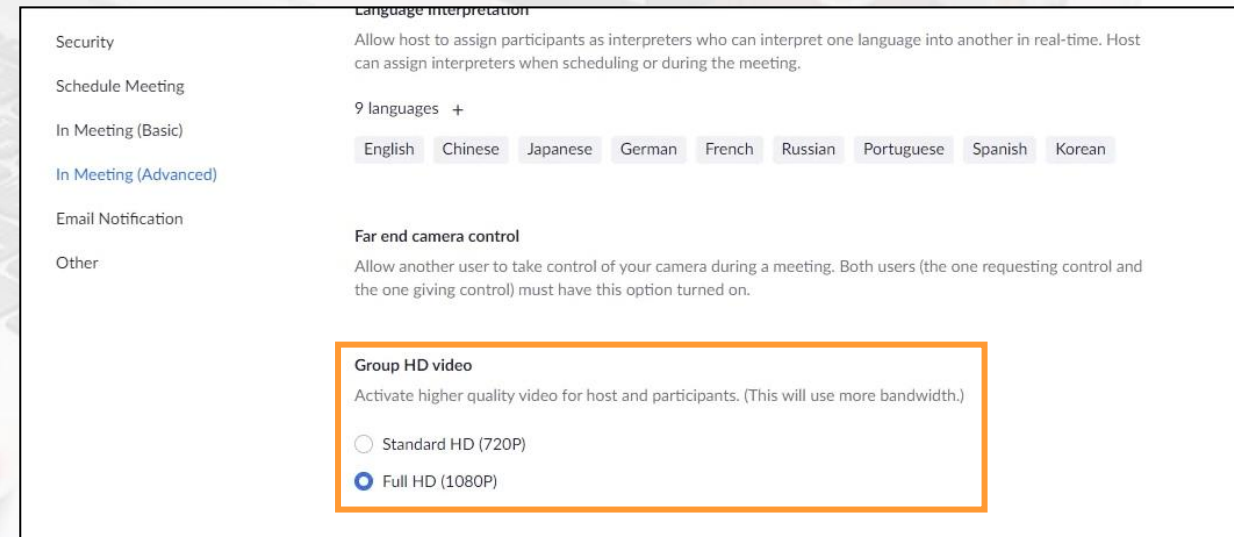 Language Interpretation
Security
Schedule Meeting
In Meeting (Basic)
In Meeting (Advanced)
Email Notification
Other
Allow host to assign participants as interpreters who can interpret one language into another in real-time. Host
can assign interpreters when scheduling or during the meeting.
9 languages +
English Chinese Japanese German French Russian Portuguese Spanish Korean
Far end camera control
Allow another user to take control of your camera during a meeting. Both users (the one requesting control and
the one giving control) must have this option turned on.
Group HD video
Activate higher quality video for host and participants. (This will use more bandwidth.)
Standard HD (720P)
Full HD (1080P)